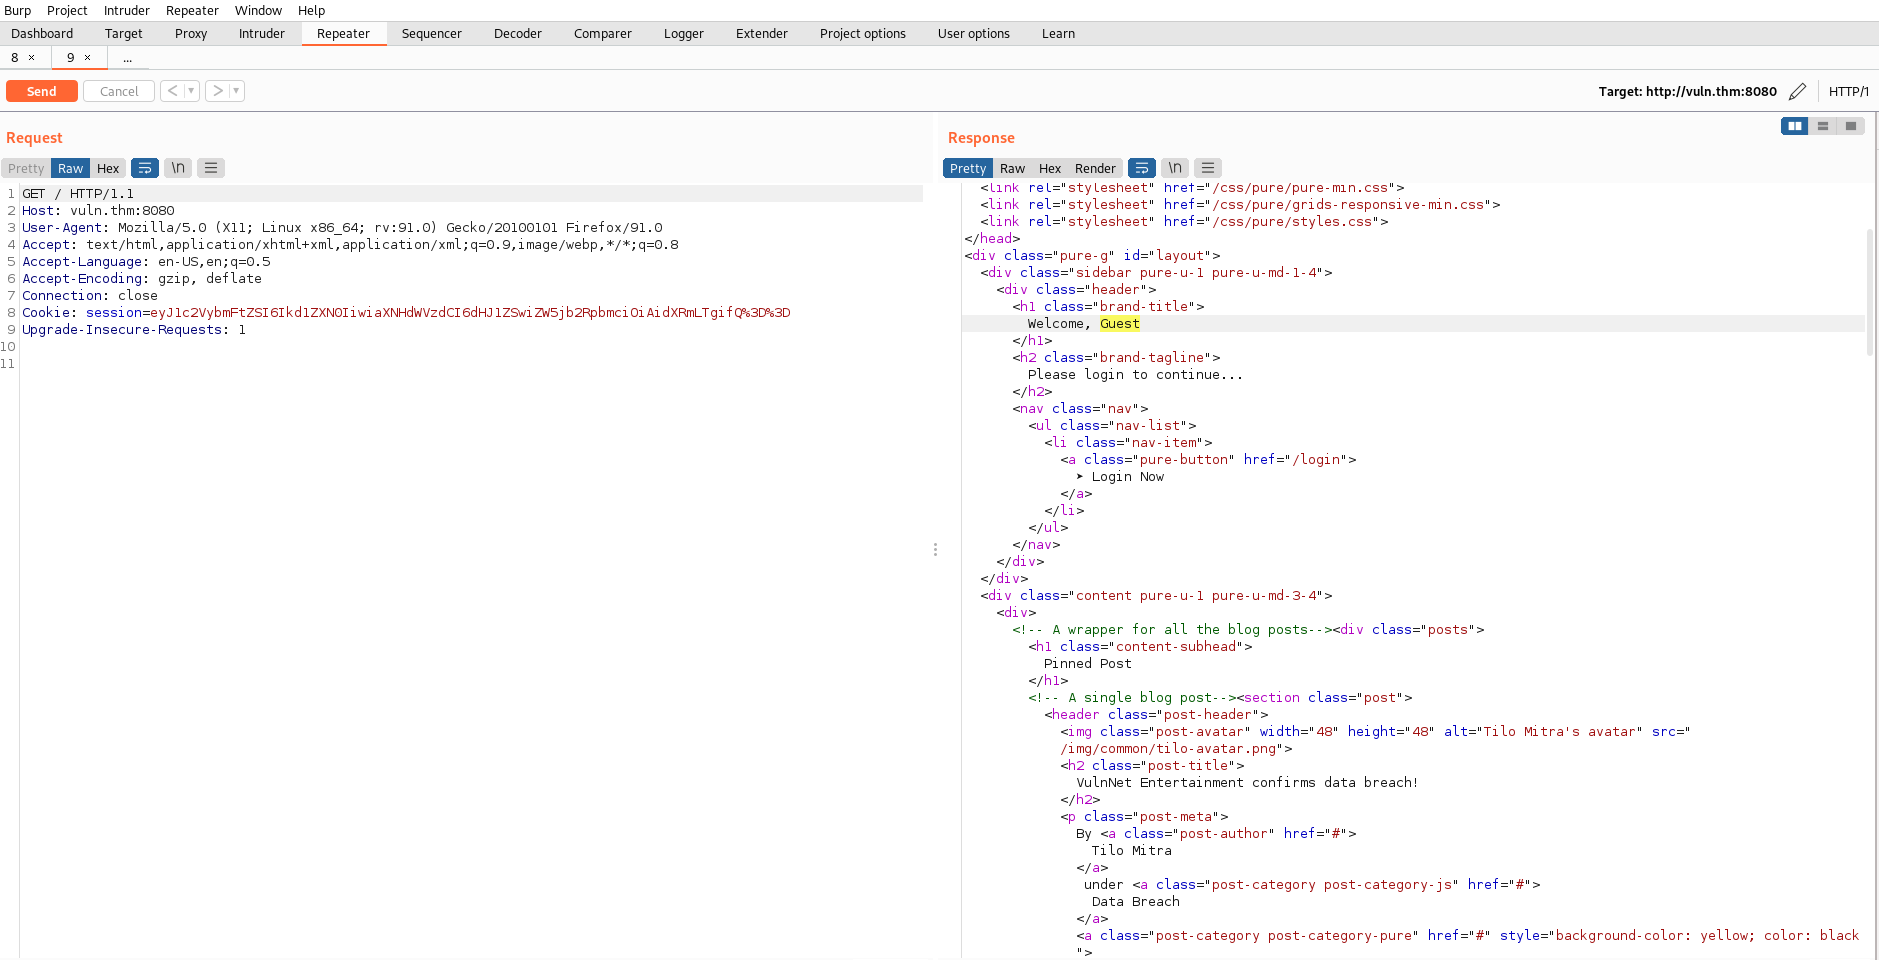 Burp Project Intruder Repeater Window Help
Dashboard Target Proxy Intruder Repeater Sequencer Decoder Comparer Logger Extender Project options User options Learn
8 × 9 × ...
Send Cancel < > Target: http://vuln.thm:8080 HTTP/1
Request
Pretty Raw Hex \n
1 GET / HTTP/1.1
2 Host: vuln.thm:8080
3 User-Agent: Mozilla/5.0 (X11; Linux x86_64; rv:91.0) Gecko/20100101 Firefox/91.0
4 Accept: text/html,application/xhtml+xml,application/xml;q=0.9,image/webp,*/*;q=0.8
5 Accept-Language: en-US,en;q=0.5
6 Accept-Encoding: gzip, deflate
7 Connection: close
8 Cookie: session=eyJ1c2VybmFtZSI6Ikd1ZXN0IiwiaXNHdWVzdCI6dHJ1ZSwiZW5jb2RpbmciOiAidXRmLTgifQ%3D%3D
9 Upgrade-Insecure-Requests: 1
10
11
Response
Pretty Raw Hex Render \n
<link rel="stylesheet" href="/css/pure/pure-min.css">
<link rel="stylesheet" href="/css/pure/grids-responsive-min.css">
<link rel="stylesheet" href="/css/pure/styles.css">
</head>
<div class="pure-g" id="layout">
<div class="sidebar pure-u-1 pure-u-md-1-4">
<div class="header">
<h1 class="brand-title">
Welcome, Guest
</h1>
<h2 class="brand-tagline">
Please login to continue...
</h2>
<nav class="nav">
<ul class="nav-list">
<li class="nav-item">
<a class="pure-button" href="/login">
➤ Login Now
</a>
</li>
</ul>
</nav>
</div>
</div>
<div class="content pure-u-1 pure-u-md-3-4">
<div>
<!-- A wrapper for all the blog posts--><div class="posts">
<h1 class="content-subhead">
Pinned Post
</h1>
<!-- A single blog post--><section class="post">
<header class="post-header">
<img class="post-avatar" width="48" height="48" alt="Tilo Mitra's avatar" src="
/img/common/tilo-avatar.png">
<h2 class="post-title">
VulnNet Entertainment confirms data breach!
</h2>
<p class="post-meta">
By <a class="post-author" href="#">
Tilo Mitra
</a>
under <a class="post-category post-category-js" href="#">
Data Breach
</a>
<a class="post-category post-category-pure" href="#" style="background-color: yellow; color: black
">